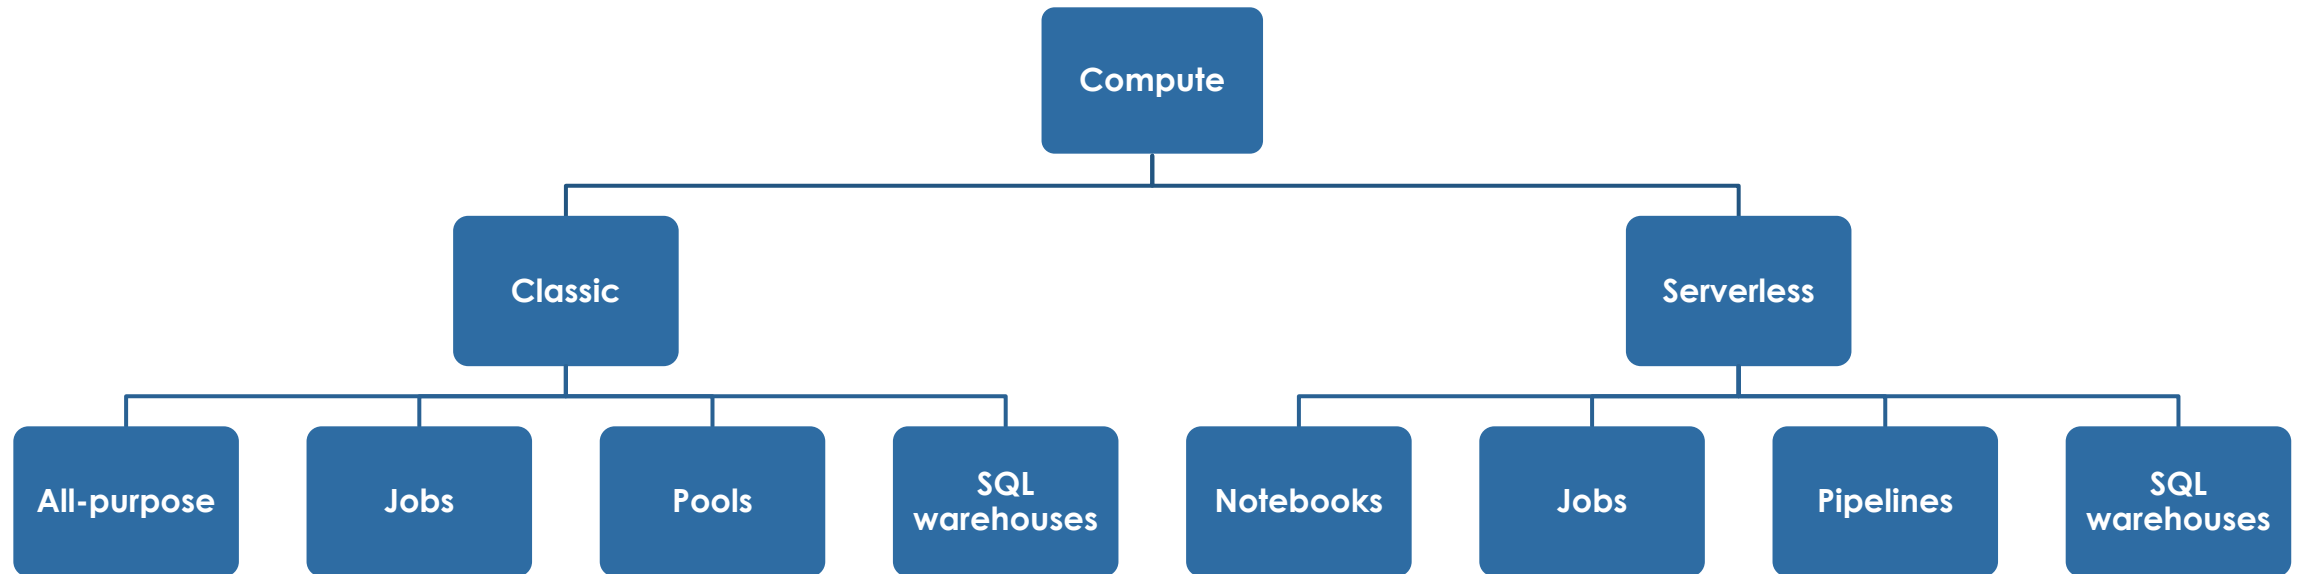 Compute
Classic
Serverless
All-purpose
Jobs
Pools
SQL
warehouses
Notebooks
Jobs
Pipelines
SQL
warehouses